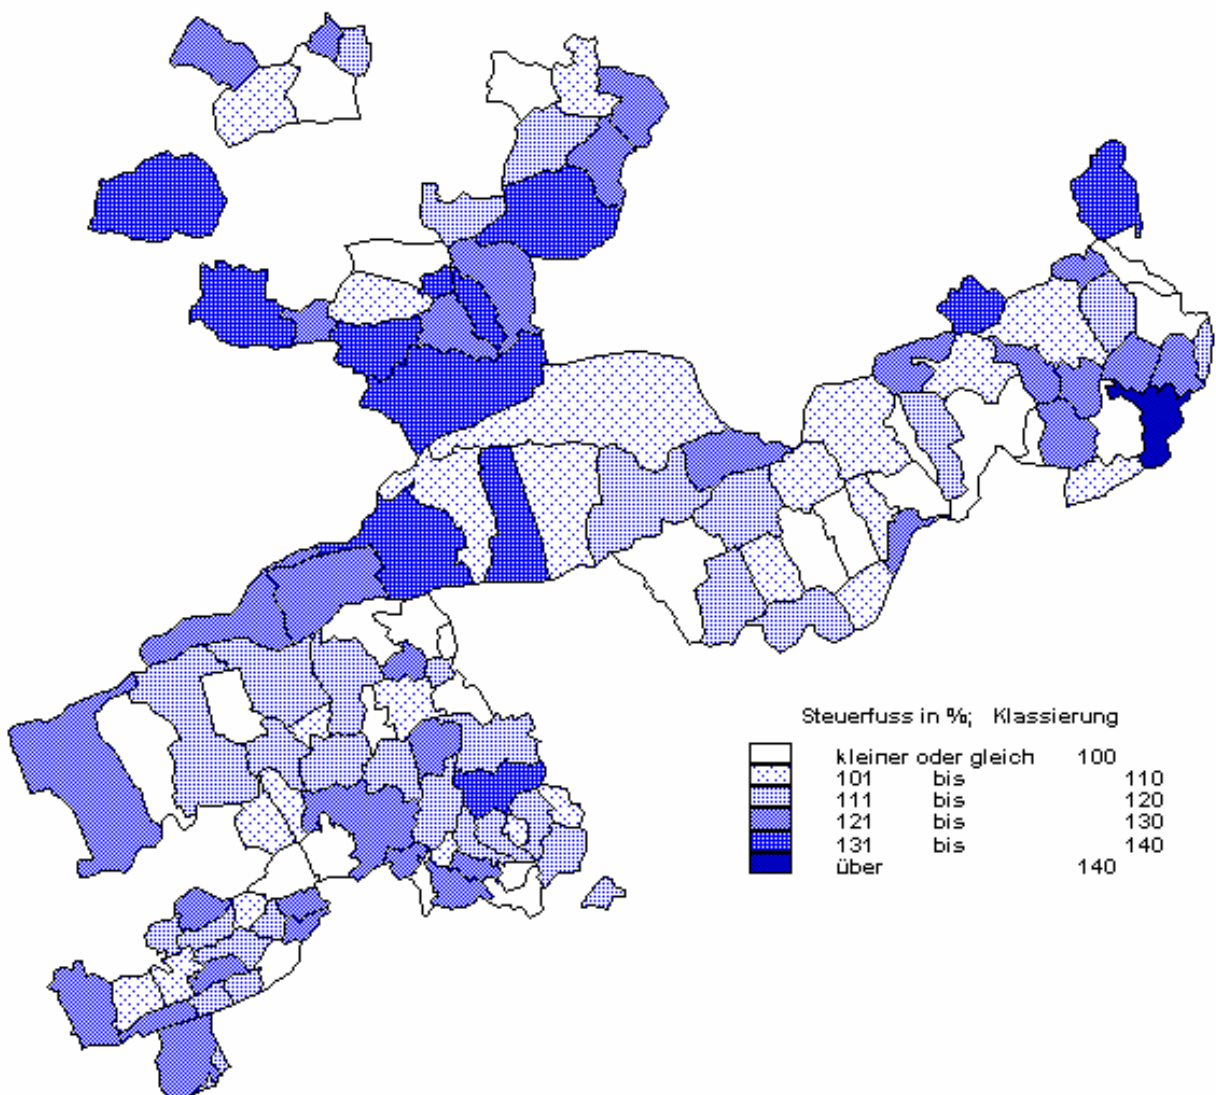 Steuerfuss in %; Klassierung
kleiner oder gleich 100
101 bis 110
111 bis 120
121 bis 130
131 bis 140
über 140